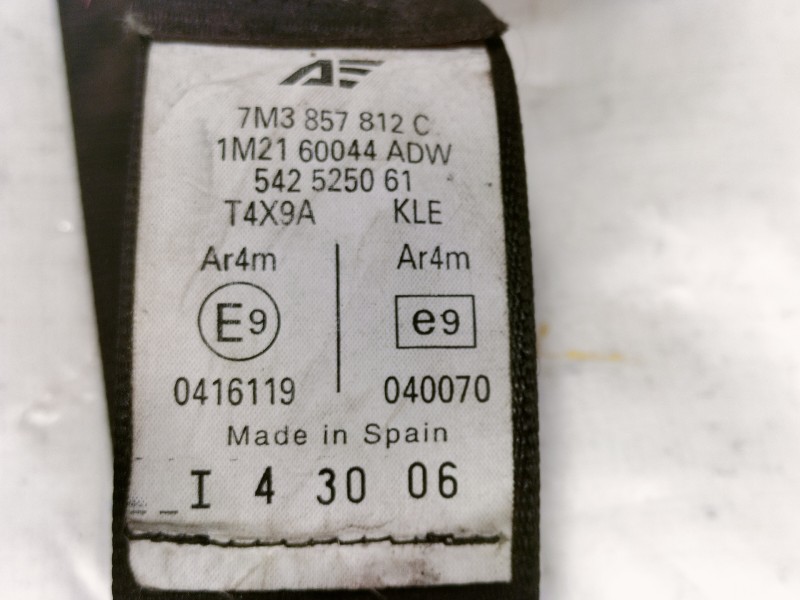 7M3 857 812 C
1M21 60044 ADW
542 5250 61
T4X9A KLE
Ar4m Ar4m
E9 e9
0416119 040070
Made in Spain
I 4 30 06